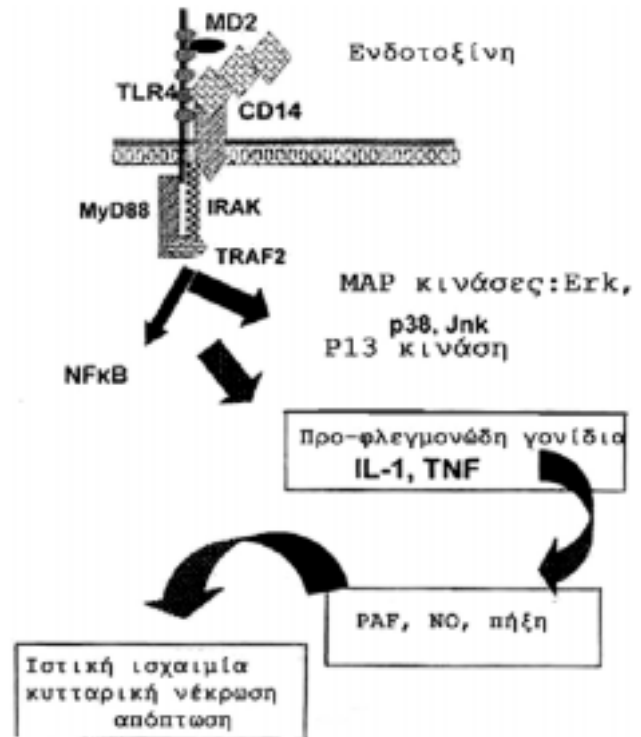 MD2
Ενδοτοξίνη
TLR4
CD14
MyD88
IRAK
TRAF2
MAP κινάσες:Erk,
p38, Jnk
P13 κινάση
NFκB
Προ-φλεγμονώδη γονίδια
IL-1, TNF
PAF, NO, πήξη
Ιστική ισχαιμία
κυτταρική νέκρωση
απόπτωση